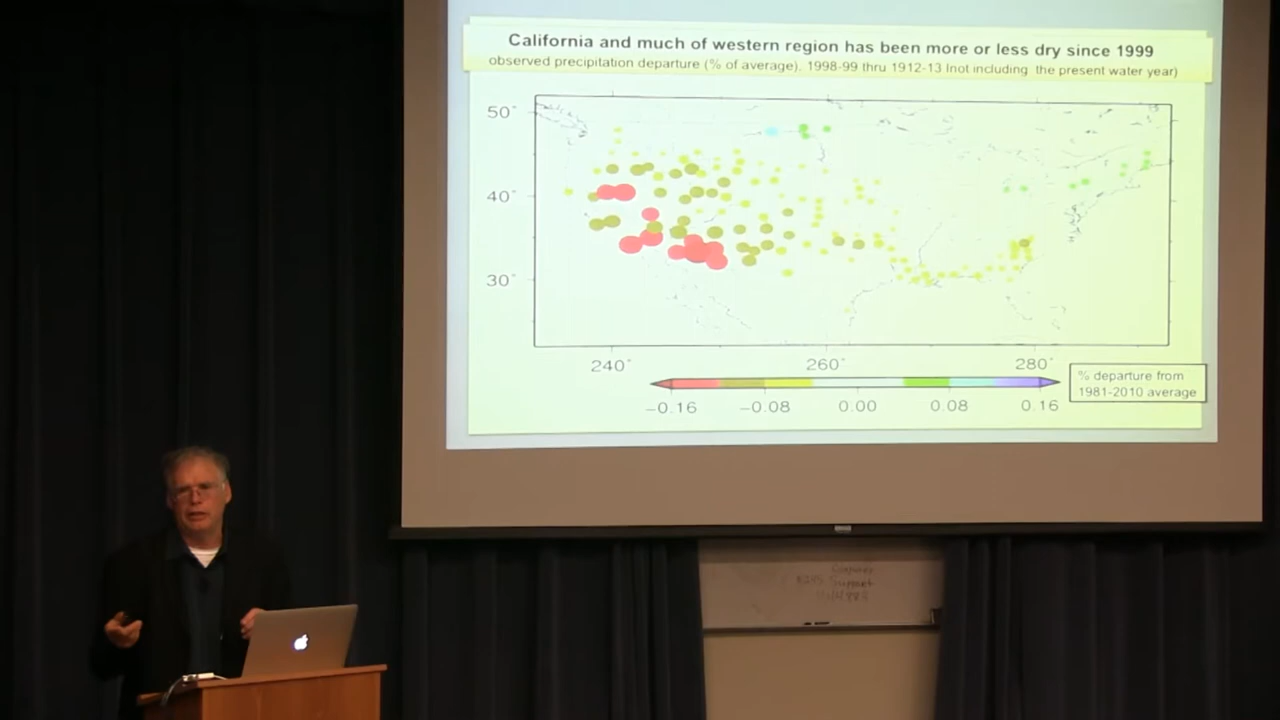 California and much of western region has been more or less dry since 1999
observed precipitation departure (% of average). 1998-99 thru 1912-13 (not including the present water year)
50°
40°
30°
240° 260° 280°
% departure from
1981-2010 average
−0.16 −0.08 0.00 0.08 0.16
Support